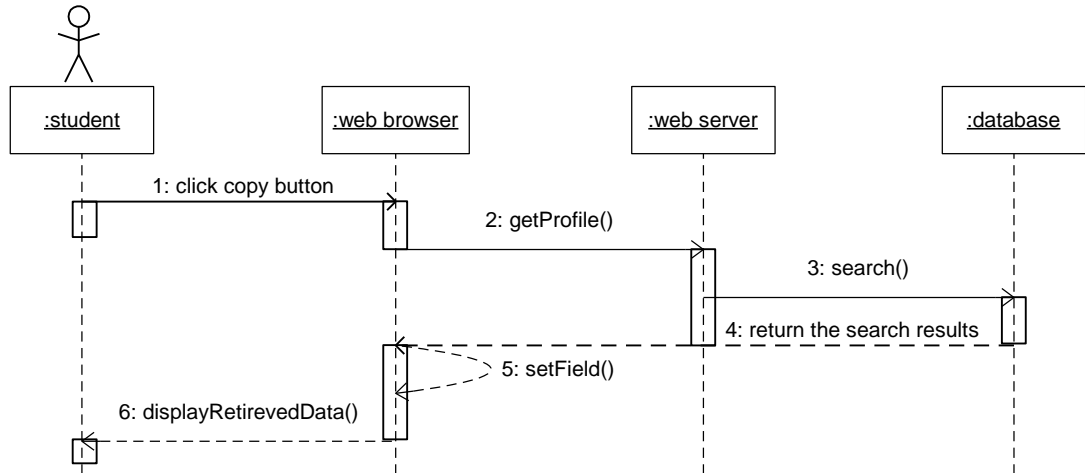 :student
:web browser
:web server
:database
1: click copy button
2: getProfile()
3: search()
4: return the search results
5: setField()
6: displayRetirevedData()